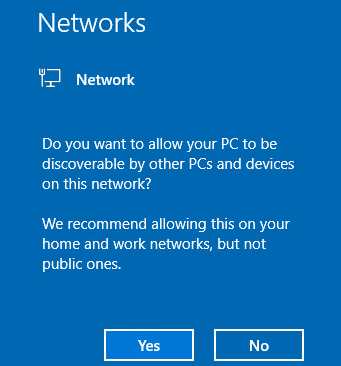 Networks
Network
Do you want to allow your PC to be
discoverable by other PCs and devices
on this network?
We recommend allowing this on your
home and work networks, but not
public ones.
Yes
No